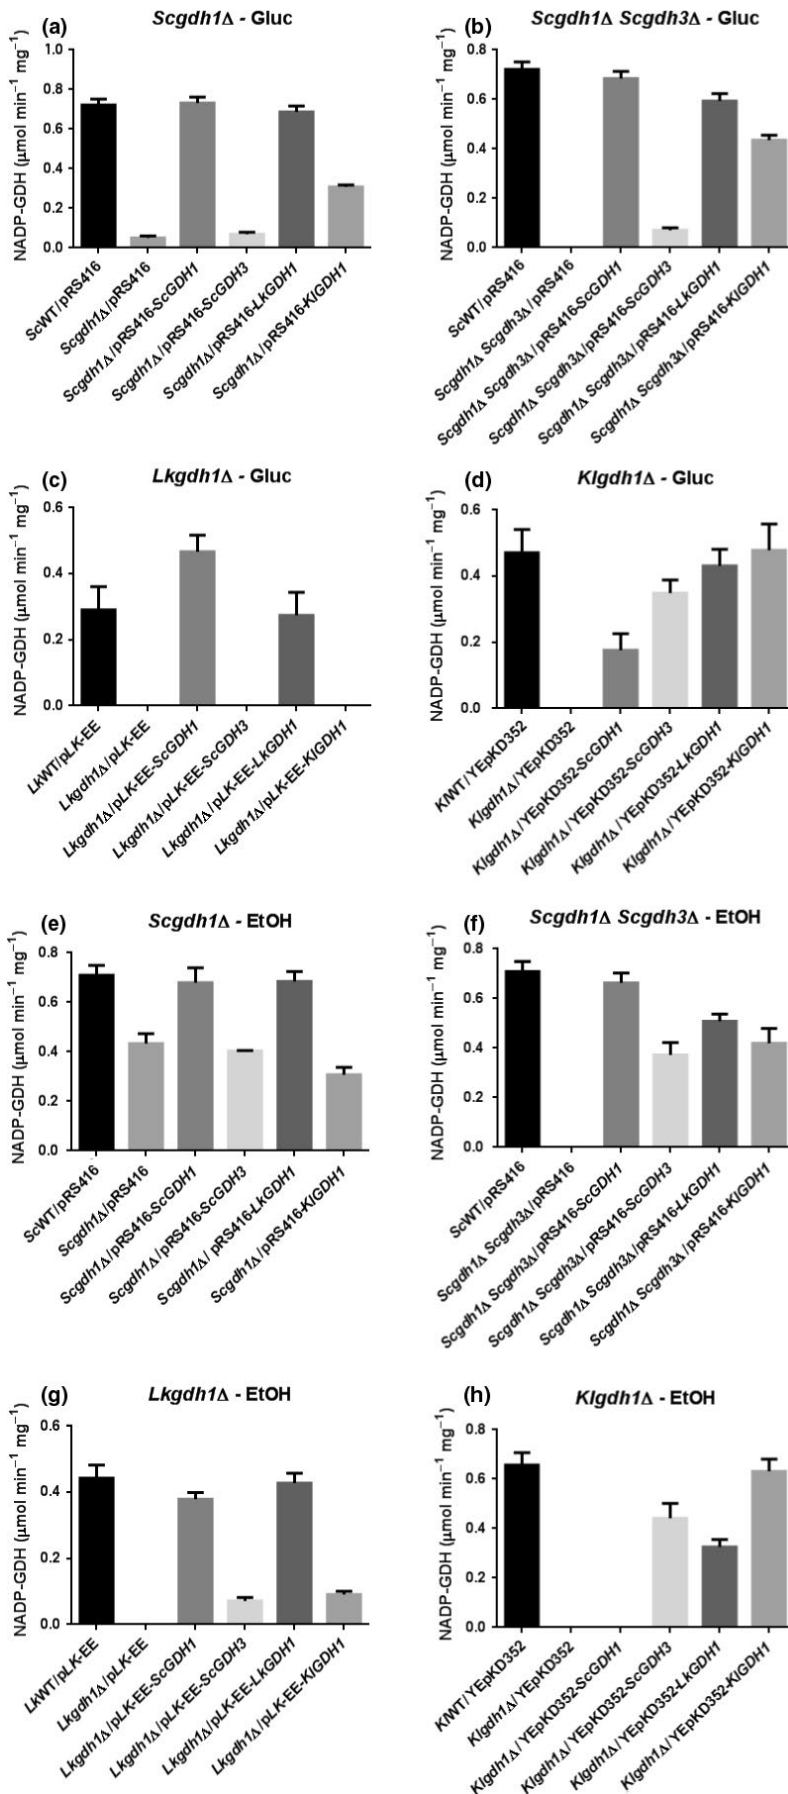 (a) Scgdh1Δ - Gluc
NADP-GDH (μmol min⁻¹ mg⁻¹)
1.0
0.8
0.6
0.4
0.2
0.0
ScWT/pRS416
Scgdh1Δ/pRS416
Scgdh1Δ/pRS416-ScGDH1
Scgdh1Δ/pRS416-ScGDH3
Scgdh1Δ/pRS416-LkGDH1
Scgdh1Δ/pRS416-KlGDH1
(b) Scgdh1Δ Scgdh3Δ - Gluc
NADP-GDH (μmol min⁻¹ mg⁻¹)
0.8
0.6
0.4
0.2
0.0
ScWT/pRS416
Scgdh1Δ Scgdh3Δ/pRS416
Scgdh1Δ Scgdh3Δ/pRS416-ScGDH1
Scgdh1Δ Scgdh3Δ/pRS416-ScGDH3
Scgdh1Δ Scgdh3Δ/pRS416-LkGDH1
Scgdh1Δ Scgdh3Δ/pRS416-KlGDH1
(c) Lkgdh1Δ - Gluc
NADP-GDH (μmol min⁻¹ mg⁻¹)
0.6
0.4
0.2
0.0
LkWT/pLK-EE
Lkgdh1Δ/pLK-EE
Lkgdh1Δ/pLK-EE-ScGDH1
Lkgdh1Δ/pLK-EE-ScGDH3
Lkgdh1Δ/pLK-EE-LkGDH1
Lkgdh1Δ/pLK-EE-KlGDH1
(d) Klgdh1Δ - Gluc
NADP-GDH (μmol min⁻¹ mg⁻¹)
0.6
0.4
0.2
0.0
KlWT/YEpKD352
Klgdh1Δ/YEpKD352
Klgdh1Δ/YEpKD352-ScGDH1
Klgdh1Δ/YEpKD352-ScGDH3
Klgdh1Δ/YEpKD352-LkGDH1
Klgdh1Δ/YEpKD352-KlGDH1
(e) Scgdh1Δ - EtOH
NADP-GDH (μmol min⁻¹ mg⁻¹)
0.8
0.6
0.4
0.2
0.0
ScWT/pRS416
Scgdh1Δ/pRS416
Scgdh1Δ/pRS416-ScGDH1
Scgdh1Δ/pRS416-ScGDH3
Scgdh1Δ/ pRS416-LkGDH1
Scgdh1Δ/pRS416-KlGDH1
(f) Scgdh1Δ Scgdh3Δ - EtOH
NADP-GDH (μmol min⁻¹ mg⁻¹)
0.8
0.6
0.4
0.2
0.0
ScWT/pRS416
Scgdh1Δ Scgdh3Δ/pRS416
Scgdh1Δ Scgdh3Δ/pRS416-ScGDH1
Scgdh1Δ Scgdh3Δ/pRS416-ScGDH3
Scgdh1Δ Scgdh3Δ/pRS416-LkGDH1
Scgdh1Δ Scgdh3Δ/pRS416-KlGDH1
(g) Lkgdh1Δ - EtOH
NADP-GDH (μmol min⁻¹ mg⁻¹)
0.6
0.4
0.2
0.0
LkWT/pLK-EE
Lkgdh1Δ/pLK-EE
Lkgdh1Δ/pLK-EE-ScGDH1
Lkgdh1Δ/pLK-EE-ScGDH3
Lkgdh1Δ/pLK-EE-LkGDH1
Lkgdh1Δ/pLK-EE-KlGDH1
(h) Klgdh1Δ - EtOH
NADP-GDH (μmol min⁻¹ mg⁻¹)
0.8
0.6
0.4
0.2
0.0
KlWT/YEpKD352
Klgdh1Δ/YEpKD352
Klgdh1Δ/YEpKD352-ScGDH1
Klgdh1Δ/YEpKD352-ScGDH3
Klgdh1Δ/YEpKD352-LkGDH1
Klgdh1Δ/YEpKD352-KlGDH1